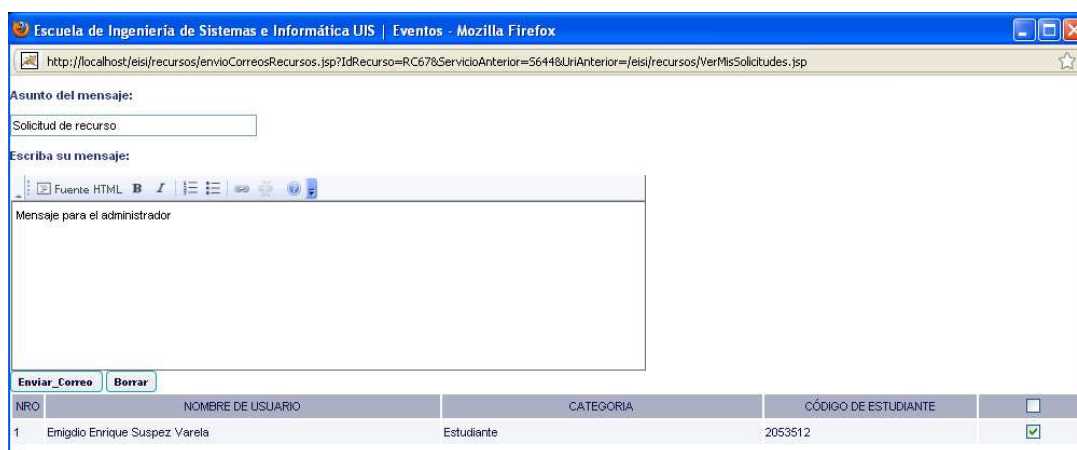 Escuela de Ingeniería de Sistemas e Informática UIS | Eventos - Mozilla Firefox
http://localhost/eisi/recursos/envioCorreosRecursos.jsp?IdRecurso=RC67&ServicioAnterior=S644&UriAnterior=/eisi/recursos/VerMisSolicitudes.jsp
Asunto del mensaje:
Solicitud de recurso
Escriba su mensaje:
Fuente HTML B I
Mensaje para el administrador
Enviar_Correo Borrar
NRO NOMBRE DE USUARIO CATEGORIA CÓDIGO DE ESTUDIANTE
1 Emigdio Enrique Suspez Varela Estudiante 2053512